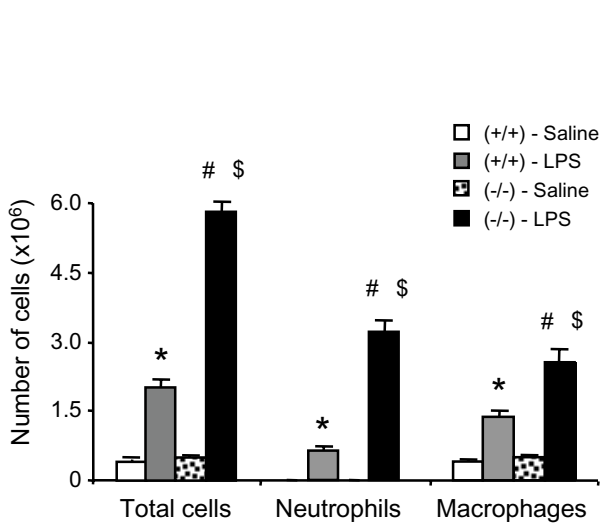 (+/+) - Saline
(+/+) - LPS
(-/-) - Saline
(-/-) - LPS
Number of cells (x10⁶)
6.0
4.5
3.0
1.5
0
# $
*
# $
*
# $
*
Total cells Neutrophils Macrophages